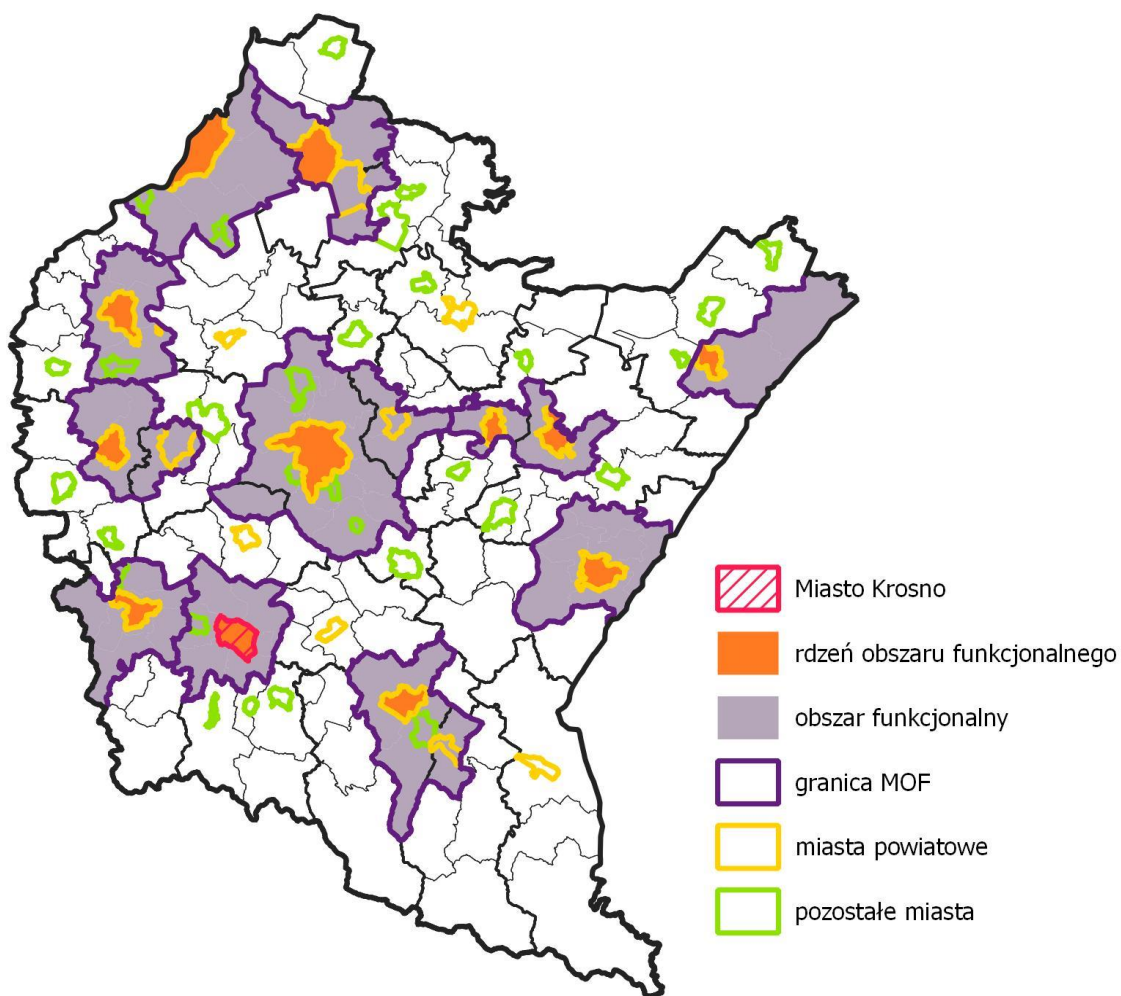 Miasto Krosno
rdzeń obszaru funkcjonalnego
obszar funkcjonalny
granica MOF
miasta powiatowe
pozostałe miasta